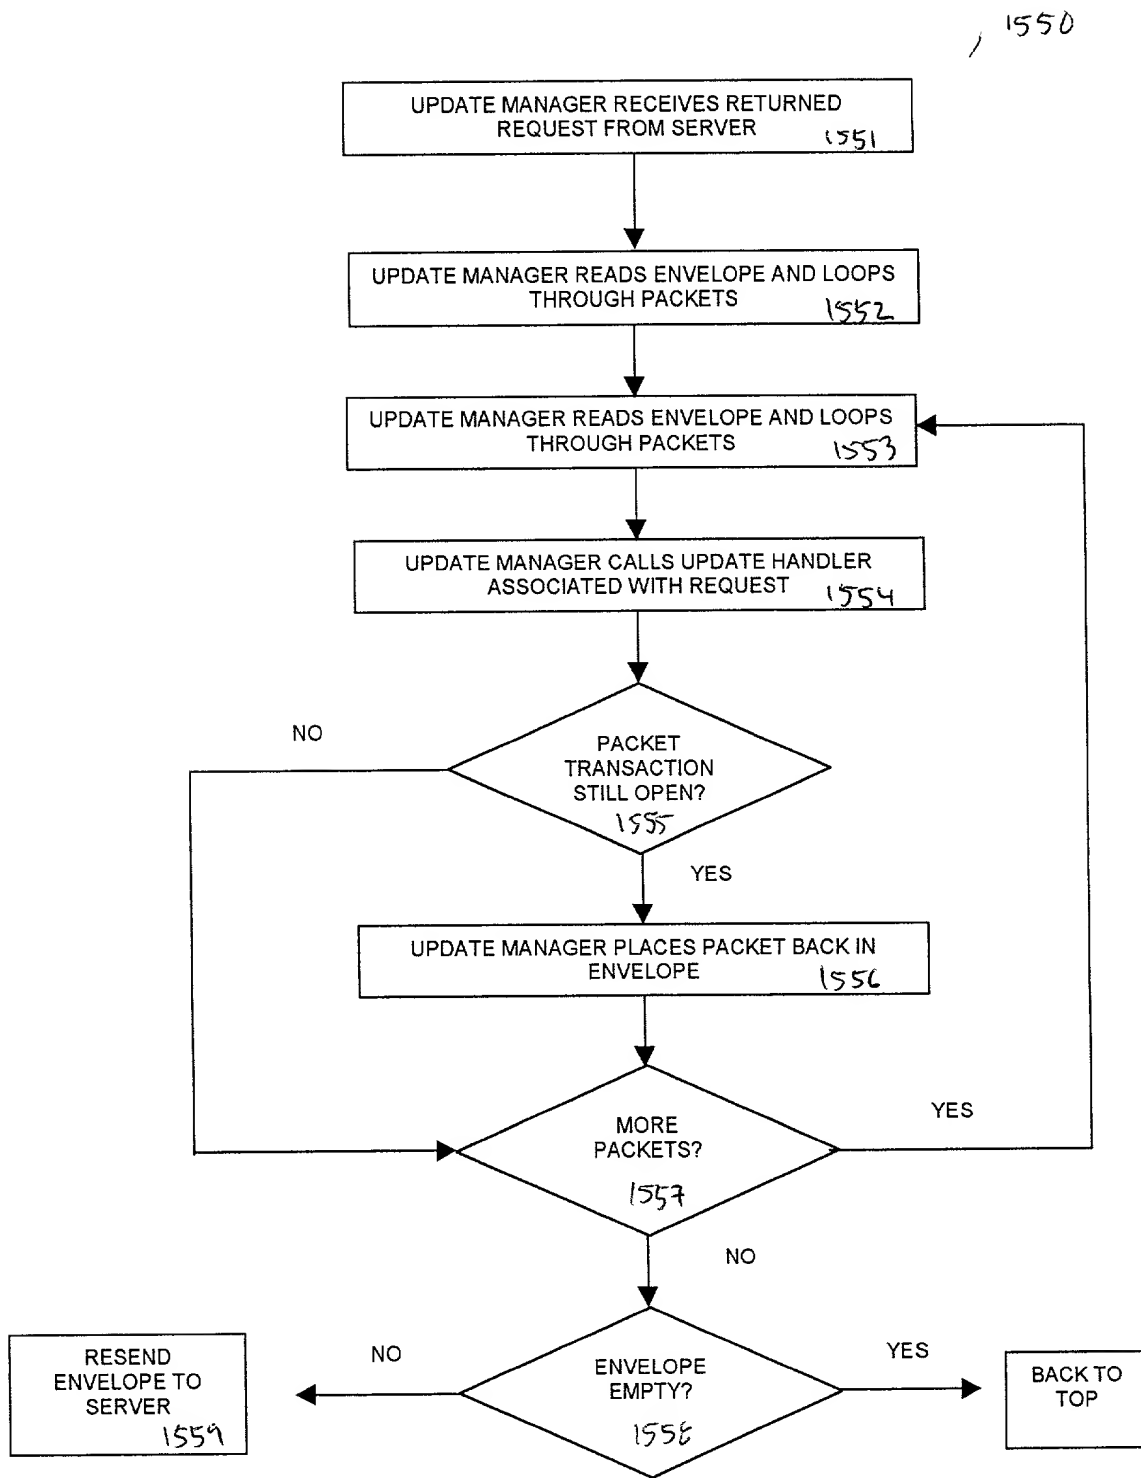 1550
UPDATE MANAGER RECEIVES RETURNED
REQUEST FROM SERVER
1551
UPDATE MANAGER READS ENVELOPE AND LOOPS
THROUGH PACKETS
1552
UPDATE MANAGER READS ENVELOPE AND LOOPS
THROUGH PACKETS
1553
UPDATE MANAGER CALLS UPDATE HANDLER
ASSOCIATED WITH REQUEST
1554
NO
PACKET
TRANSACTION
STILL OPEN?
1555
YES
UPDATE MANAGER PLACES PACKET BACK IN
ENVELOPE
1556
MORE
PACKETS?
1557
YES
NO
RESEND
ENVELOPE TO
SERVER
1559
NO
ENVELOPE
EMPTY?
1558
YES
BACK TO
TOP